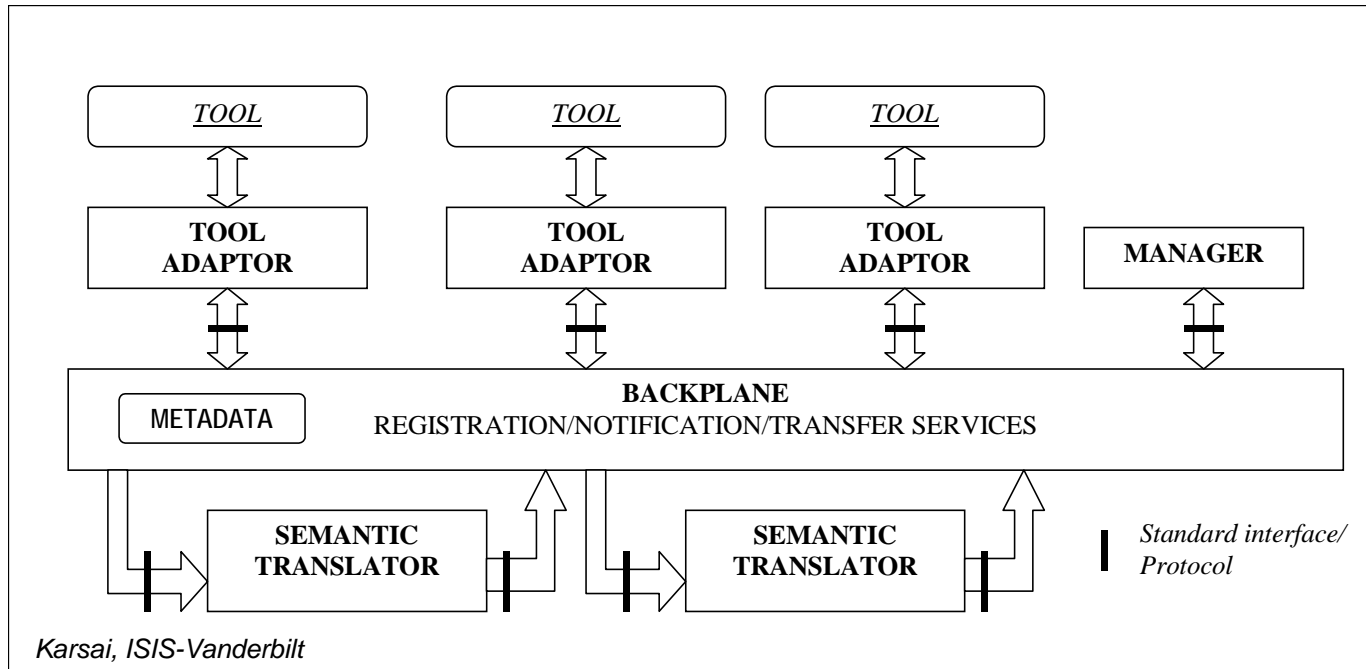 TOOL
TOOL
TOOL
TOOL
ADAPTOR
TOOL
ADAPTOR
TOOL
ADAPTOR
MANAGER
BACKPLANE
METADATA
REGISTRATION/NOTIFICATION/TRANSFER SERVICES
SEMANTIC
TRANSLATOR
SEMANTIC
TRANSLATOR
Standard interface/
Protocol
Karsai, ISIS-Vanderbilt